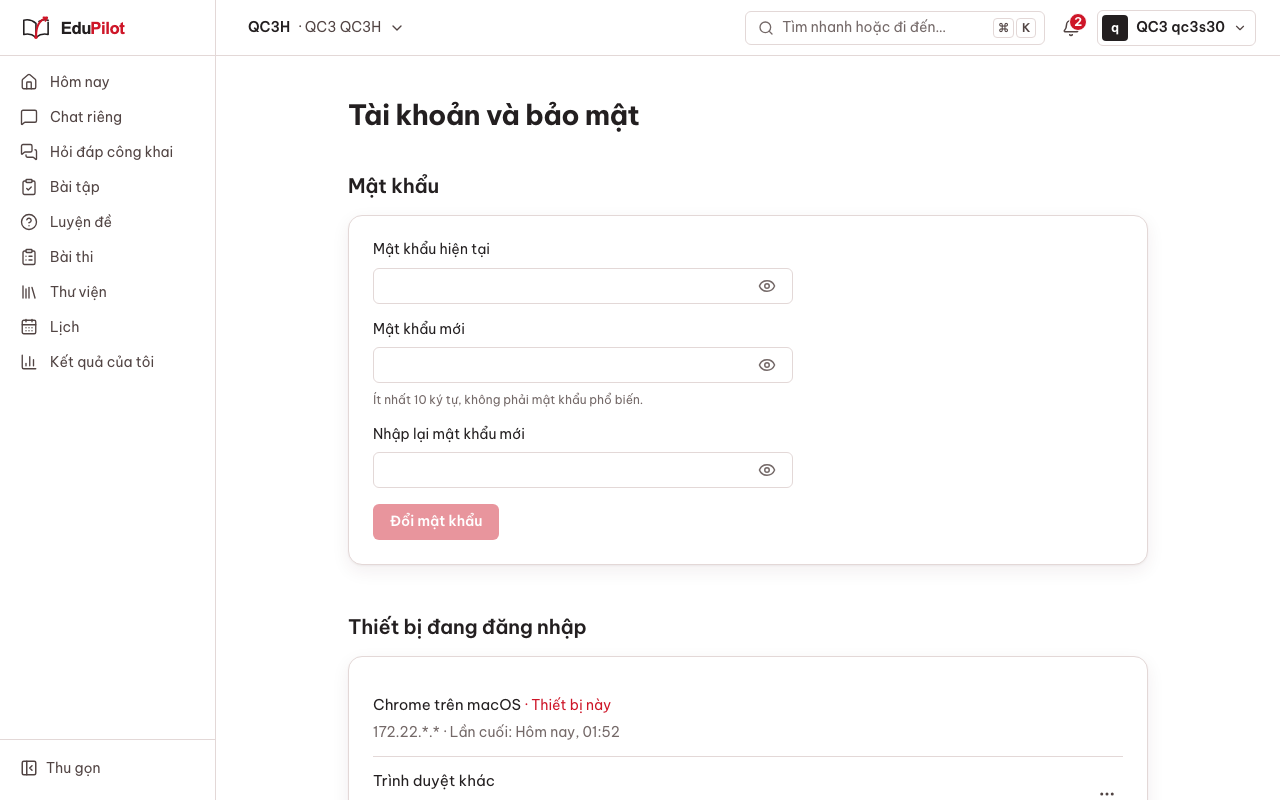 EduPilot
QC3H · QC3 QC3H
Tìm nhanh hoặc đi đến...
⌘ K
2
q
QC3 qc3s30
Hôm nay
Chat riêng
Hỏi đáp công khai
Bài tập
Luyện đề
Bài thi
Thư viện
Lịch
Kết quả của tôi
Thu gọn
Tài khoản và bảo mật
Mật khẩu
Mật khẩu hiện tại
Mật khẩu mới
Ít nhất 10 ký tự, không phải mật khẩu phổ biến.
Nhập lại mật khẩu mới
Đổi mật khẩu
Thiết bị đang đăng nhập
Chrome trên macOS · Thiết bị này
172.22.*.* · Lần cuối: Hôm nay, 01:52
Trình duyệt khác